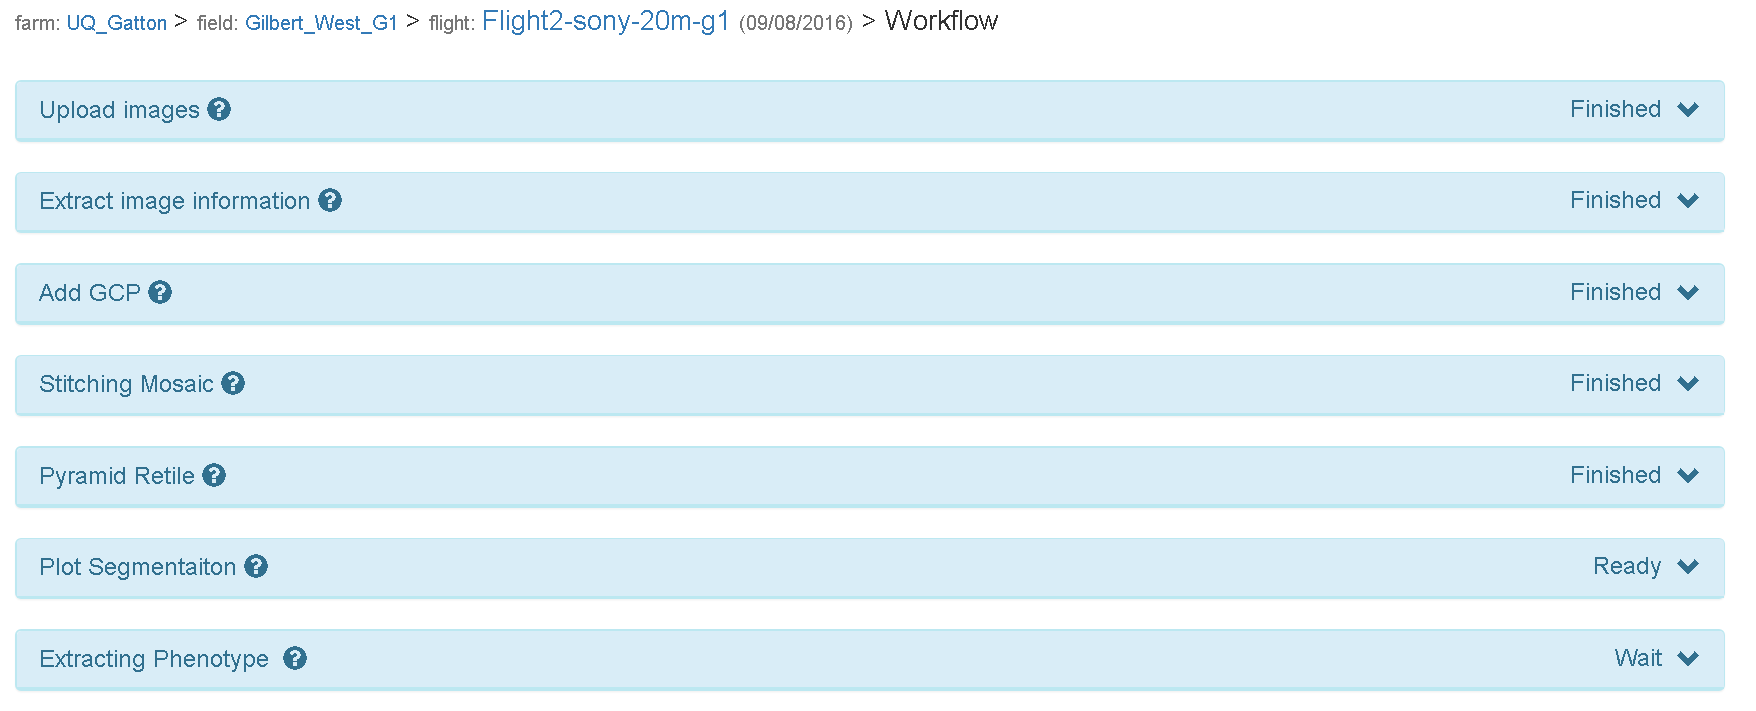 farm: UQ_Gatton > field: Gilbert_West_G1 > flight: Flight2-sony-20m-g1 (09/08/2016) > Workflow
Upload images ? Finished
Extract image information ? Finished
Add GCP ? Finished
Stitching Mosaic ? Finished
Pyramid Retile ? Finished
Plot Segmentaiton ? Ready
Extracting Phenotype ? Wait